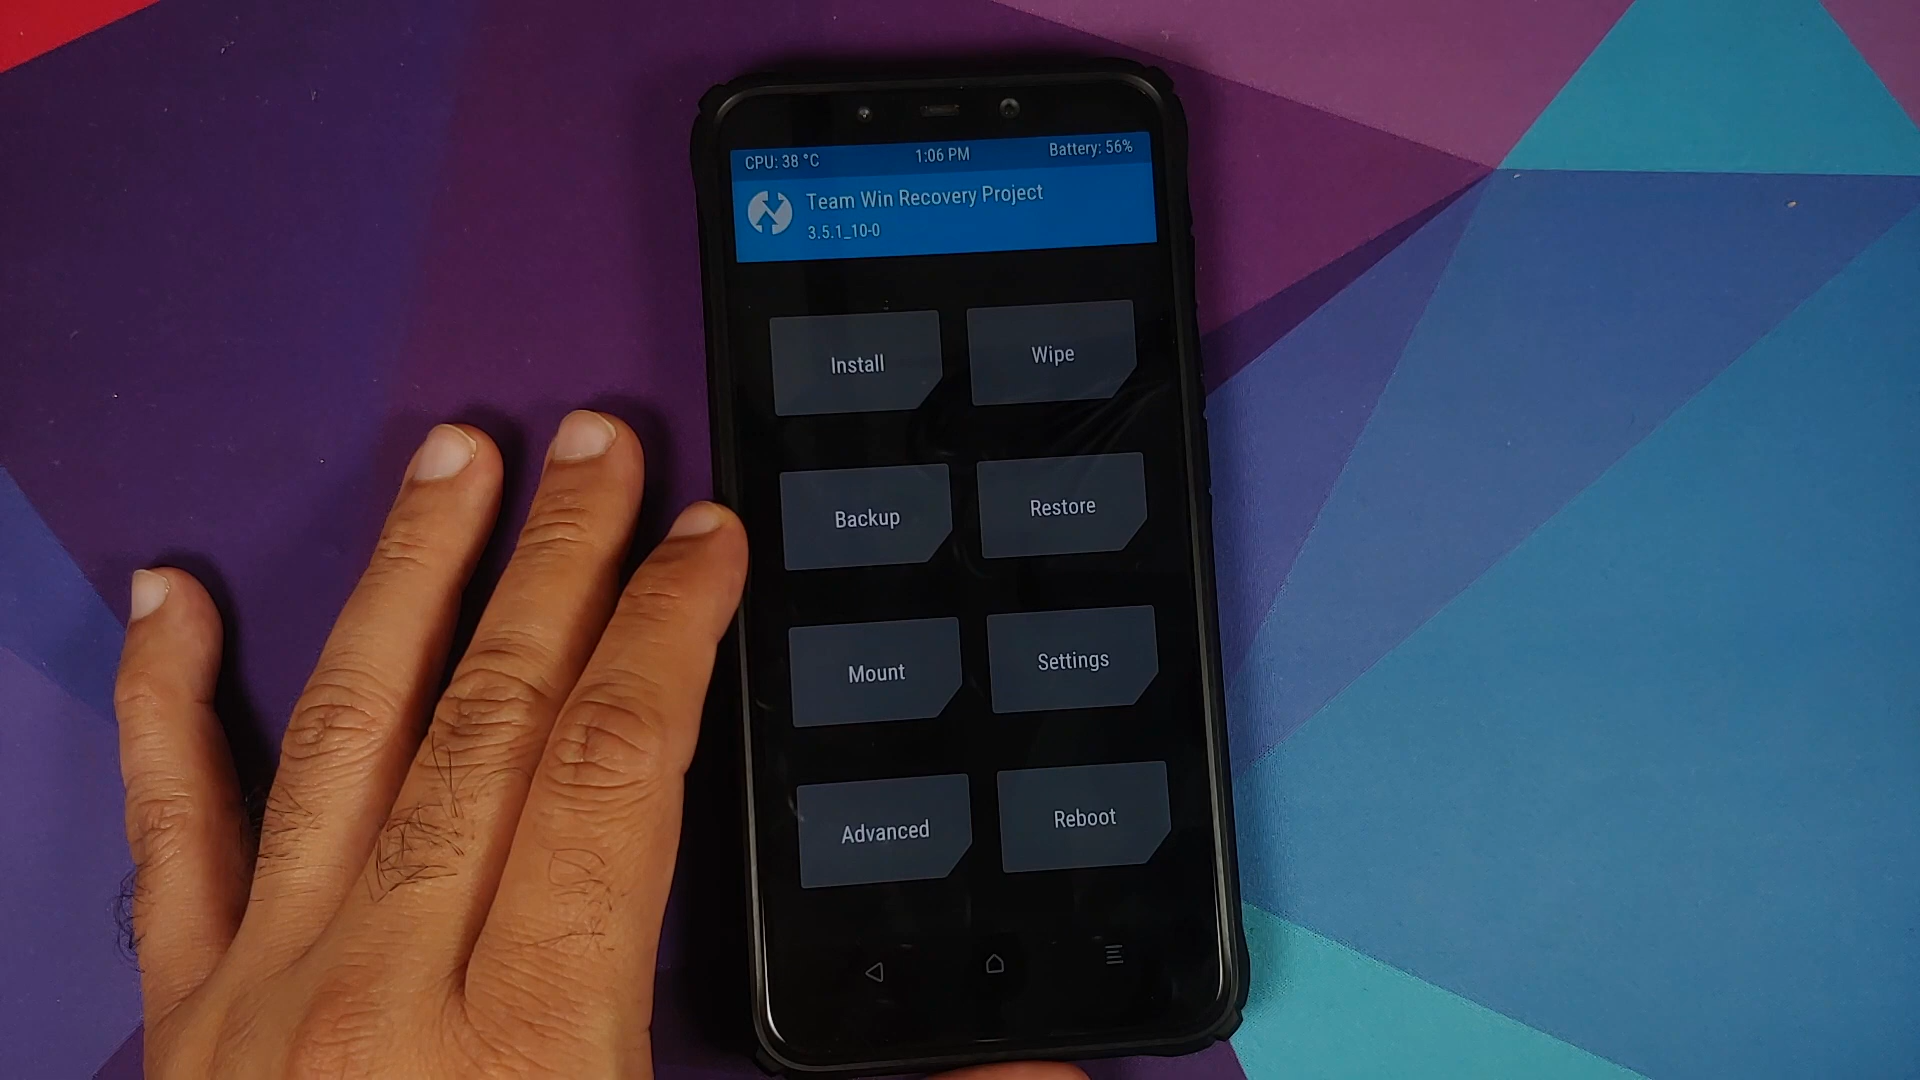 CPU: 38 °C 1:06 PM Battery: 56%
Team Win Recovery Project
3.5.1_10-0
Install Wipe
Backup Restore
Mount Settings
Advanced Reboot